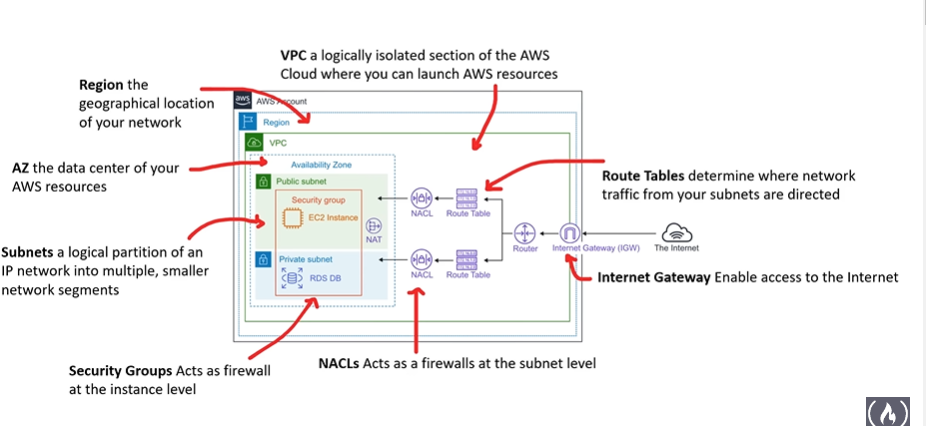 VPC a logically isolated section of the AWS
Cloud where you can launch AWS resources
Region the
geographical location
of your network
aws
AWS Account
Region
VPC
AZ the data center of your
AWS resources
Availability Zone
Public subnet
Security group
EC2 Instance
NAT
NACL
Route Table
Route Tables determine where network
traffic from your subnets are directed
Subnets a logical partition of an
IP network into multiple, smaller
network segments
Router
Internet Gateway (IGW)
The Internet
Private subnet
RDS DB
NACL
Route Table
Internet Gateway Enable access to the Internet
Security Groups Acts as firewall
at the instance level
NACLs Acts as a firewalls at the subnet level